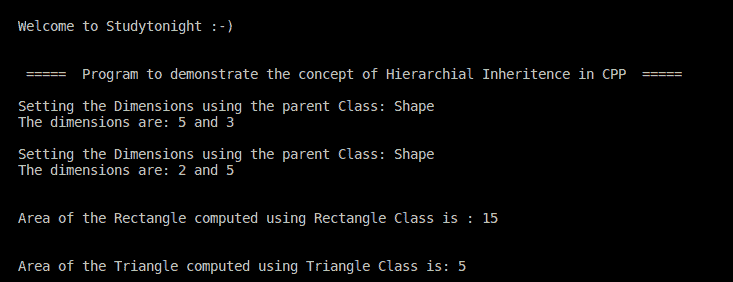 Welcome to Studytonight :-)
===== Program to demonstrate the concept of Hierarchial Inheritence in CPP =====
Setting the Dimensions using the parent Class: Shape
The dimensions are: 5 and 3
Setting the Dimensions using the parent Class: Shape
The dimensions are: 2 and 5
Area of the Rectangle computed using Rectangle Class is : 15
Area of the Triangle computed using Triangle Class is: 5